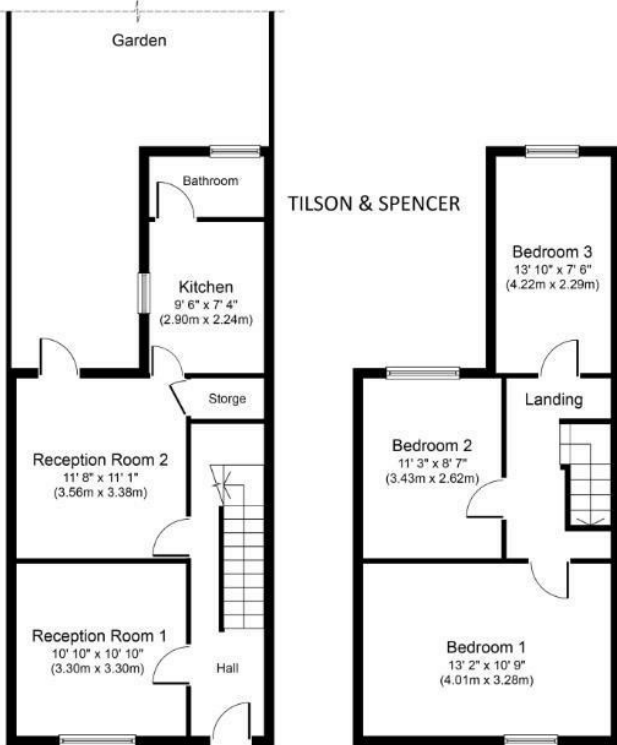 Garden
Bathroom
TILSON & SPENCER
Kitchen
9' 6" x 7' 4"
(2.90m x 2.24m)
Bedroom 3
13' 10" x 7' 6"
(4.22m x 2.29m)
Storge
Landing
Reception Room 2
11' 8" x 11' 1"
(3.56m x 3.38m)
Bedroom 2
11' 3" x 8' 7"
(3.43m x 2.62m)
Reception Room 1
10' 10" x 10' 10"
(3.30m x 3.30m)
Hall
Bedroom 1
13' 2" x 10' 9"
(4.01m x 3.28m)